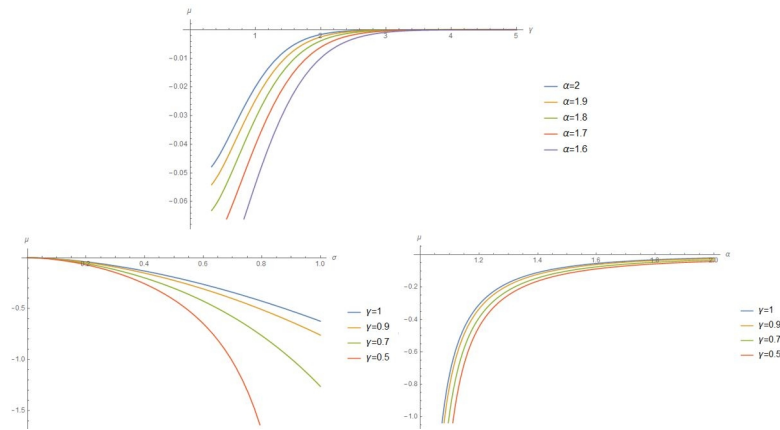 μ
1 2 3 4 5 γ
-0.01
-0.02
-0.03
-0.04
-0.05
-0.06
α=2
α=1.9
α=1.8
α=1.7
α=1.6
μ
0.2 0.4 0.6 0.8 1.0 σ
-0.5
-1.0
-1.5
γ=1
γ=0.9
γ=0.7
γ=0.5
μ
1.2 1.4 1.6 1.8 2.0 α
-0.2
-0.4
-0.6
-0.8
-1.0
γ=1
γ=0.9
γ=0.7
γ=0.5